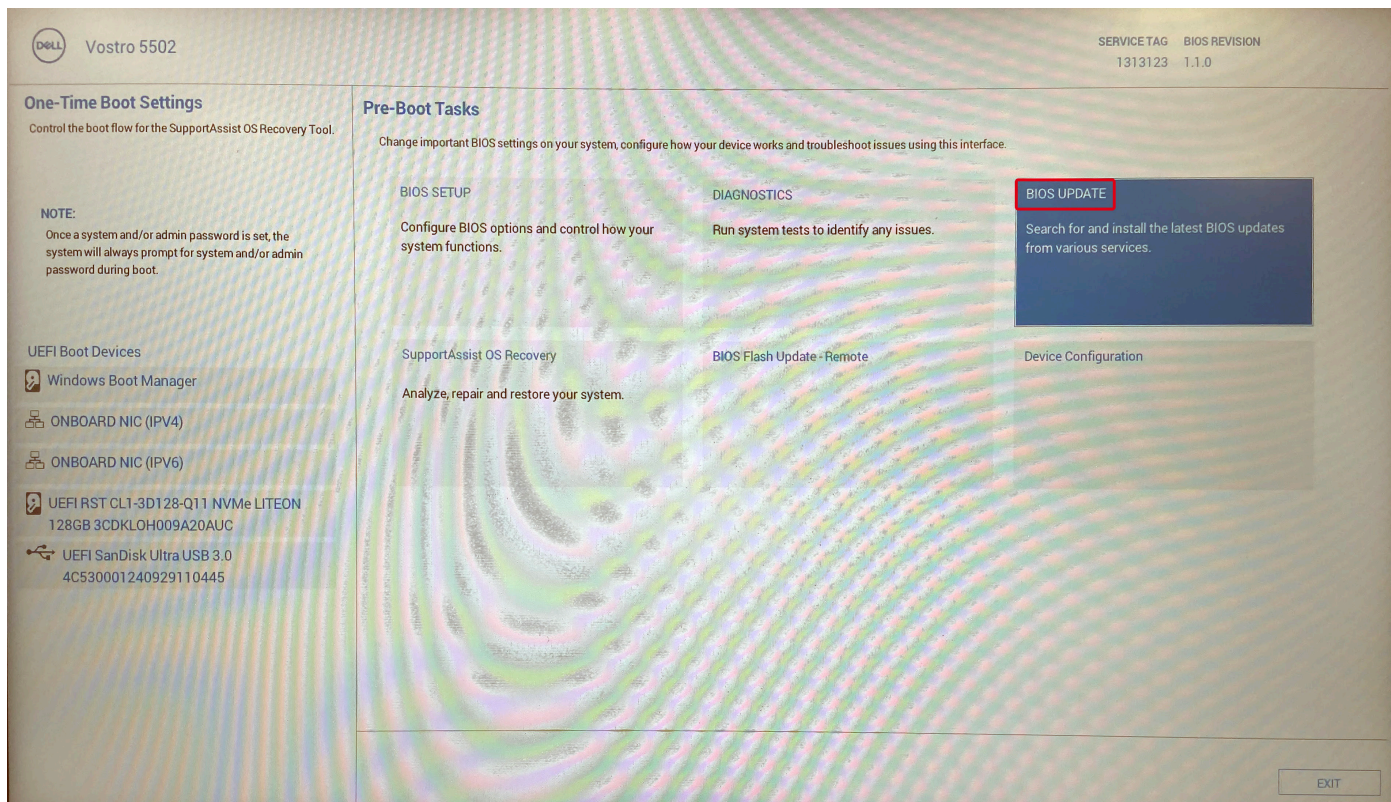 DELL
Vostro 5502
SERVICE TAG
BIOS REVISION
1313123
1.1.0
One-Time Boot Settings
Control the boot flow for the SupportAssist OS Recovery Tool.
NOTE:
Once a system and/or admin password is set, the
system will always prompt for system and/or admin
password during boot.
UEFI Boot Devices
Windows Boot Manager
ONBOARD NIC (IPV4)
ONBOARD NIC (IPV6)
UEFI RST CL1-3D128-Q11 NVMe LITEON
128GB 3CDKLOH009A20AUC
UEFI SanDisk Ultra USB 3.0
4C530001240929110445
Pre-Boot Tasks
Change important BIOS settings on your system, configure how your device works and troubleshoot issues using this interface.
BIOS SETUP
Configure BIOS options and control how your
system functions.
DIAGNOSTICS
Run system tests to identify any issues.
BIOS UPDATE
Search for and install the latest BIOS updates
from various services.
SupportAssist OS Recovery
Analyze, repair and restore your system.
BIOS Flash Update - Remote
Device Configuration
EXIT